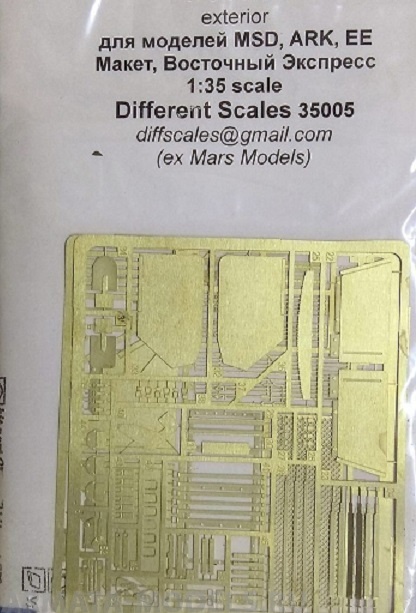 exterior
для моделей MSD, ARK, EE
Макет, Восточный Экспресс
1:35 scale
Different Scales 35005
diffscales@gmail.com
(ex Mars Models)